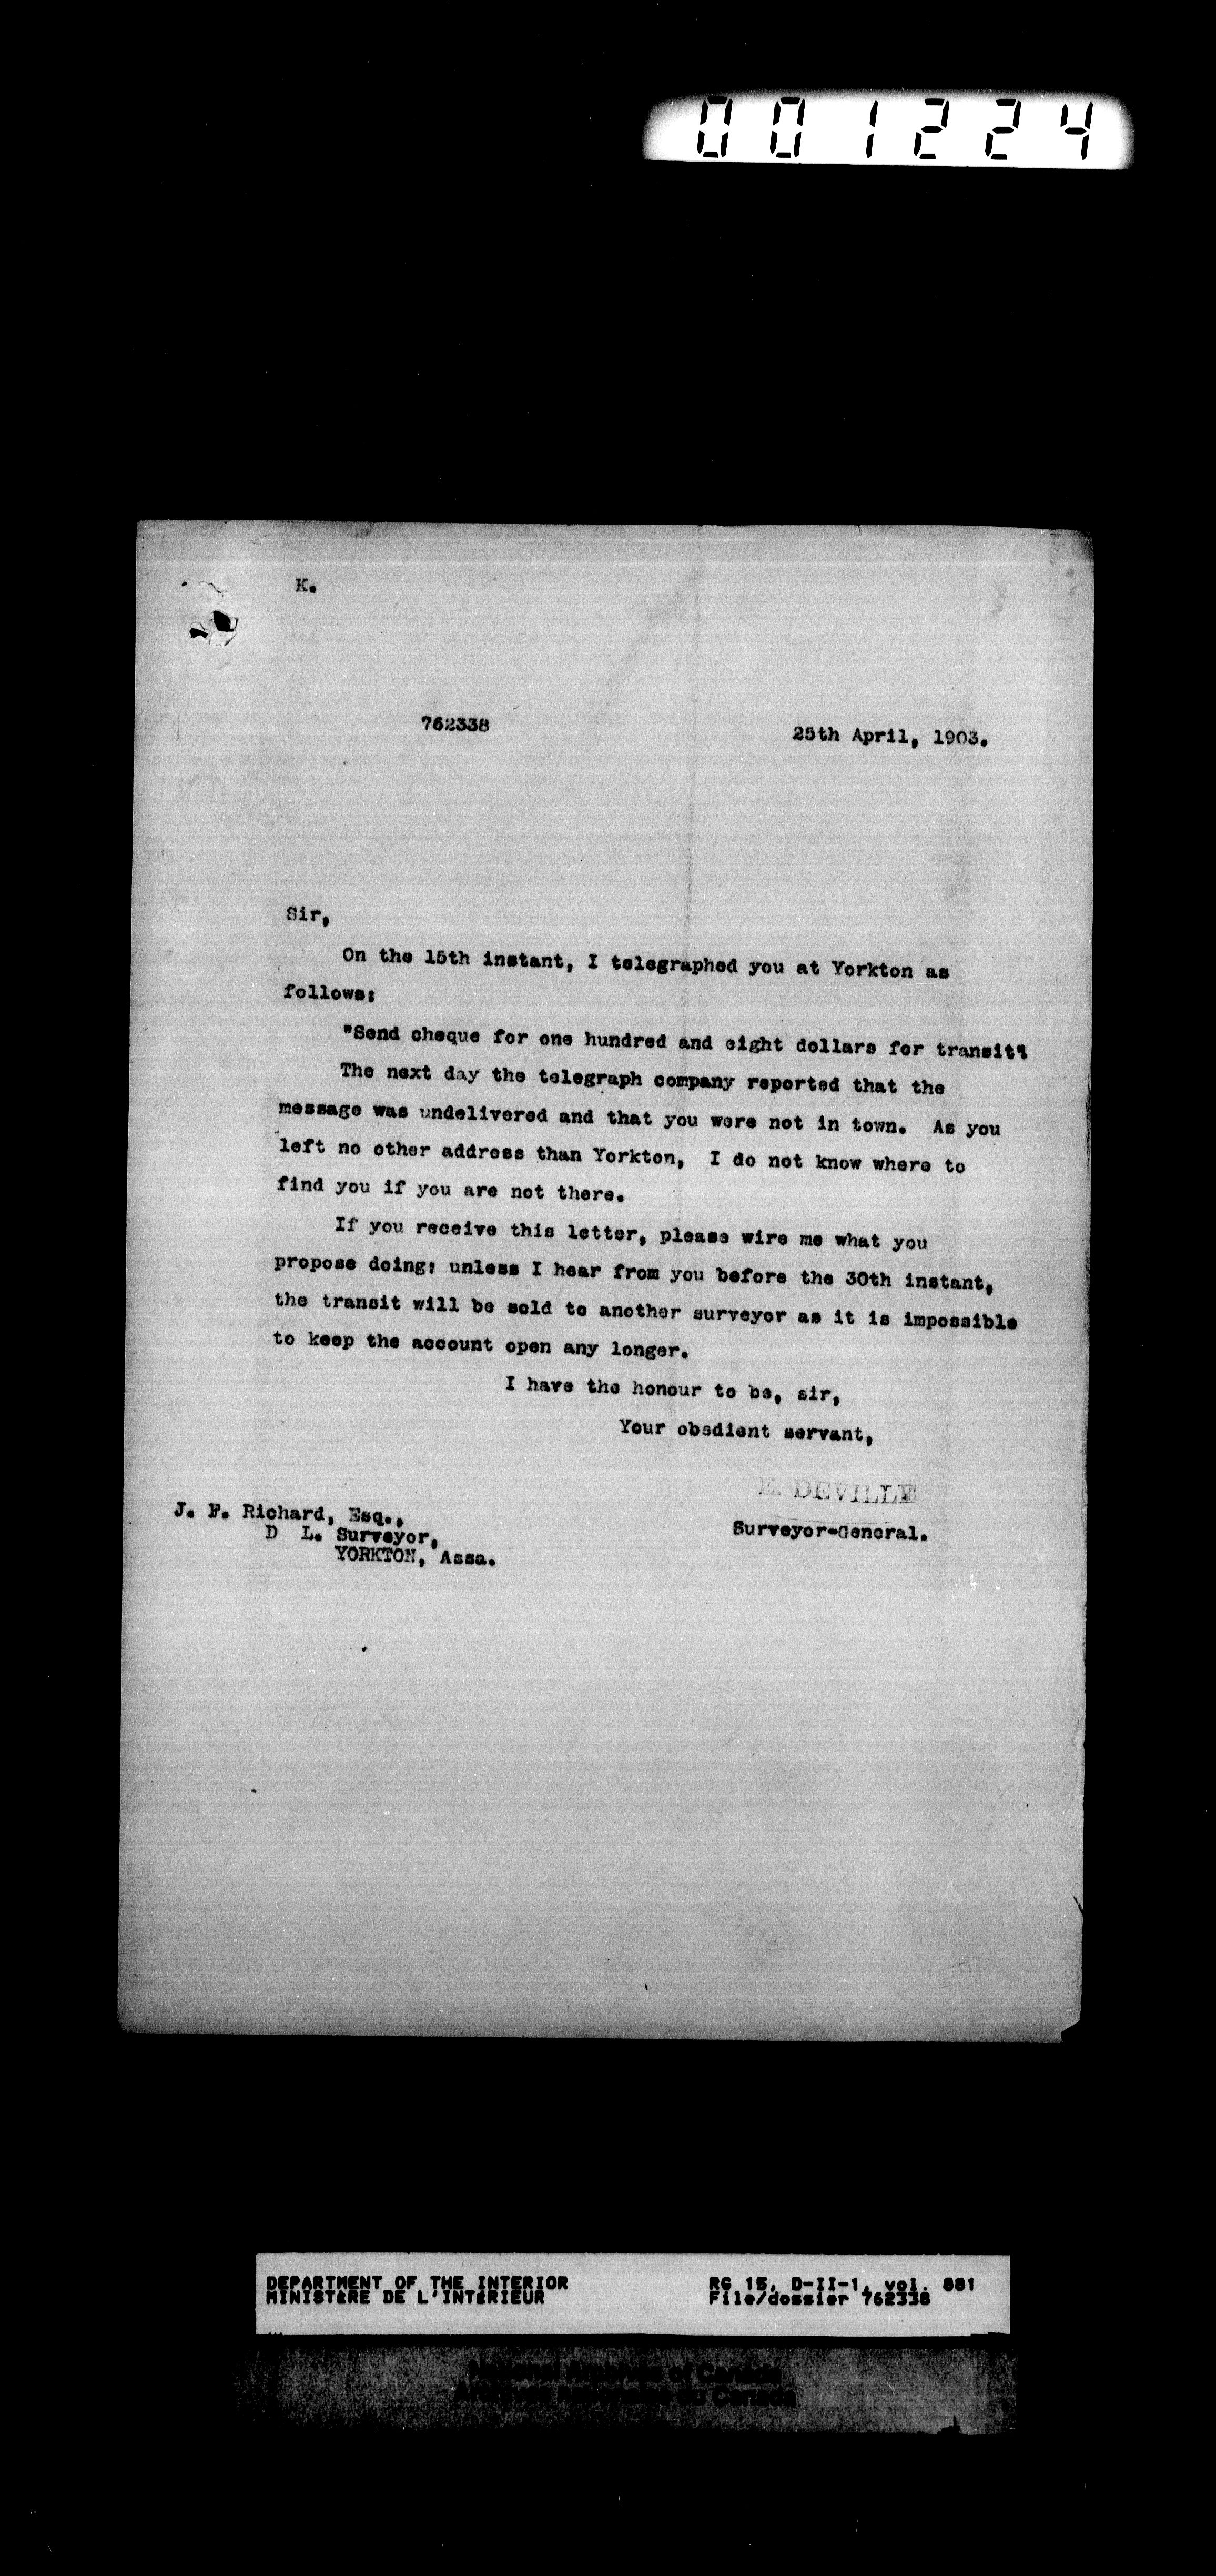 001224
K.
762338
25th April, 1903.
Sir,
On the 15th instant, I telegraphed you at Yorkton as
follows:
"Send cheque for one hundred and eight dollars for transit"
The next day the telegraph company reported that the
message was undelivered and that you were not in town. As you
left no other address than Yorkton, I do not know where to
find you if you are not there.
If you receive this letter, please wire me what you
propose doing: unless I hear from you before the 30th instant,
the transit will be sold to another surveyor as it is impossible
to keep the account open any longer.
I have the honour to be, sir,
Your obedient servant,
E. DEVILLE
Surveyor-General.
J. F. Richard, Esq.,
D L. Surveyor,
YORKTON, Assa.
DEPARTMENT OF THE INTERIOR
MINISTÈRE DE L'INTÉRIEUR
RG 15, D-II-1, vol. 881
File/dossier 762338
National Archives of Canada